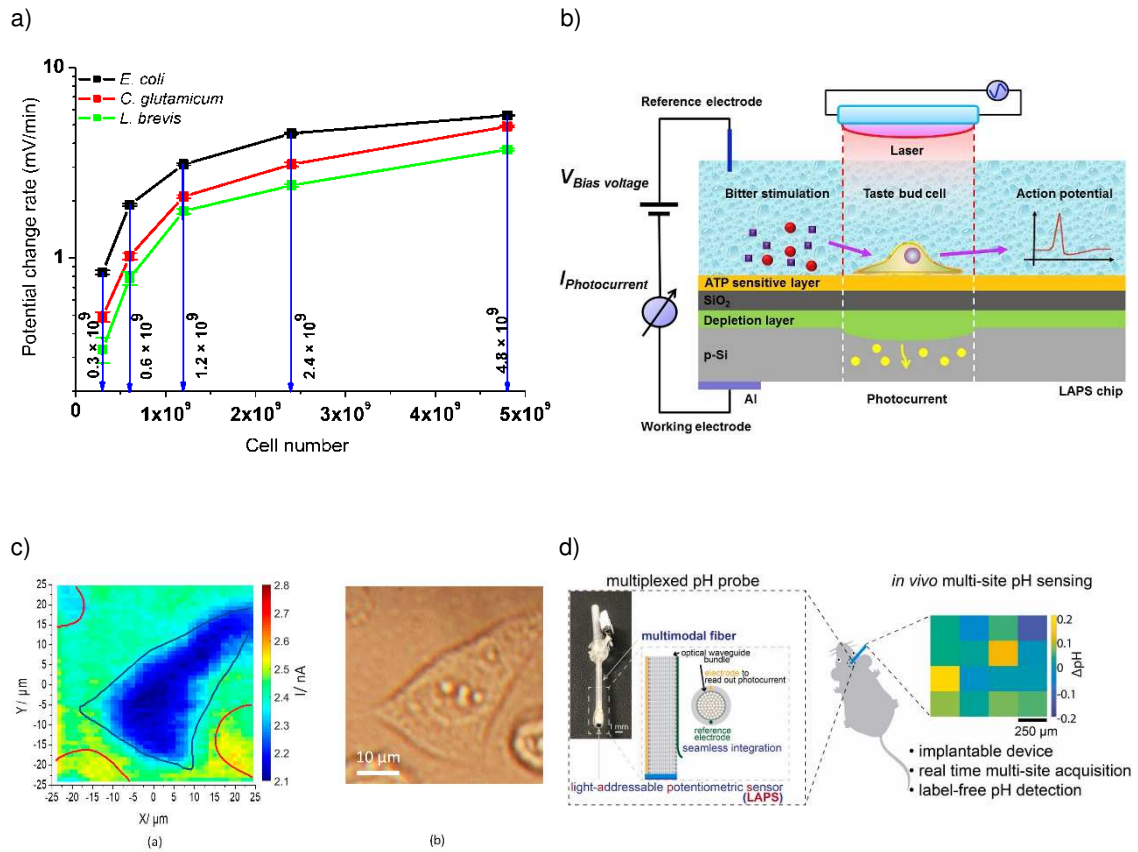 a)
10
E. coli
C. glutamicum
L. brevis
Potential change rate (mV/min)
1
0.3 × 10⁹
0.6 × 10⁹
1.2 × 10⁹
2.4 × 10⁹
4.8 × 10⁹
0
1x10⁹
2x10⁹
3x10⁹
4x10⁹
5x10⁹
Cell number
b)
Reference electrode
Laser
V Bias voltage
Bitter stimulation
Taste bud cell
Action potential
I Photocurrent
ATP sensitive layer
SiO₂
Depletion layer
p-Si
LAPS chip
Al
Photocurrent
Working electrode
c)
Y/ µm
25
20
15
10
5
0
-5
-10
-15
-20
-25
-25 -20 -15 -10 -5 0 5 10 15 20 25
X/ µm
2.8
2.7
2.6
2.5
2.4
2.3
2.2
2.1
I/ nA
(a)
10 µm
(b)
d)
multiplexed pH probe
multimodal fiber
optical waveguide
bundle
electrode to
read out photocurrent
reference
electrode
seamless integration
1 mm
light-addressable potentiometric sensor
(LAPS)
in vivo multi-site pH sensing
0.2
0.1
0
-0.1
-0.2
ΔpH
250 µm
• implantable device
• real time multi-site acquisition
• label-free pH detection